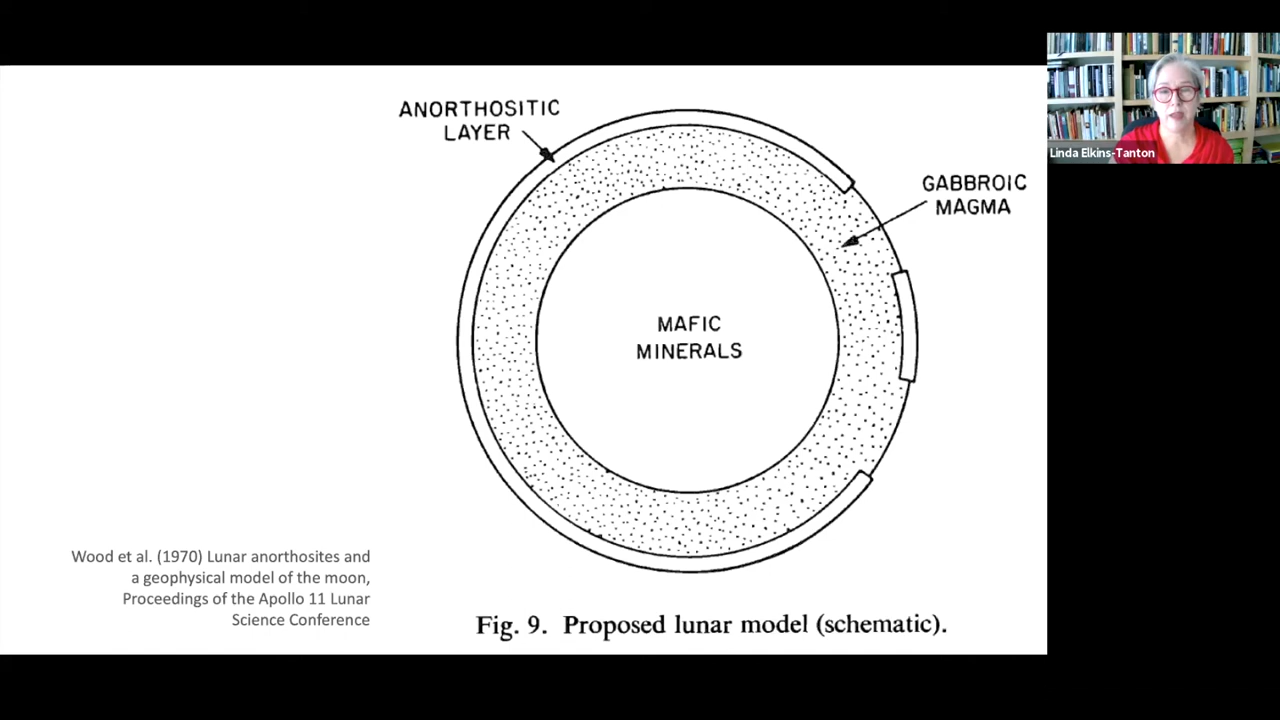 ANORTHOSITIC
LAYER
GABBROIC
MAGMA
MAFIC
MINERALS
Wood et al. (1970) Lunar anorthosites and
a geophysical model of the moon,
Proceedings of the Apollo 11 Lunar
Science Conference
Fig. 9. Proposed lunar model (schematic).
Linda Elkins-Tanton